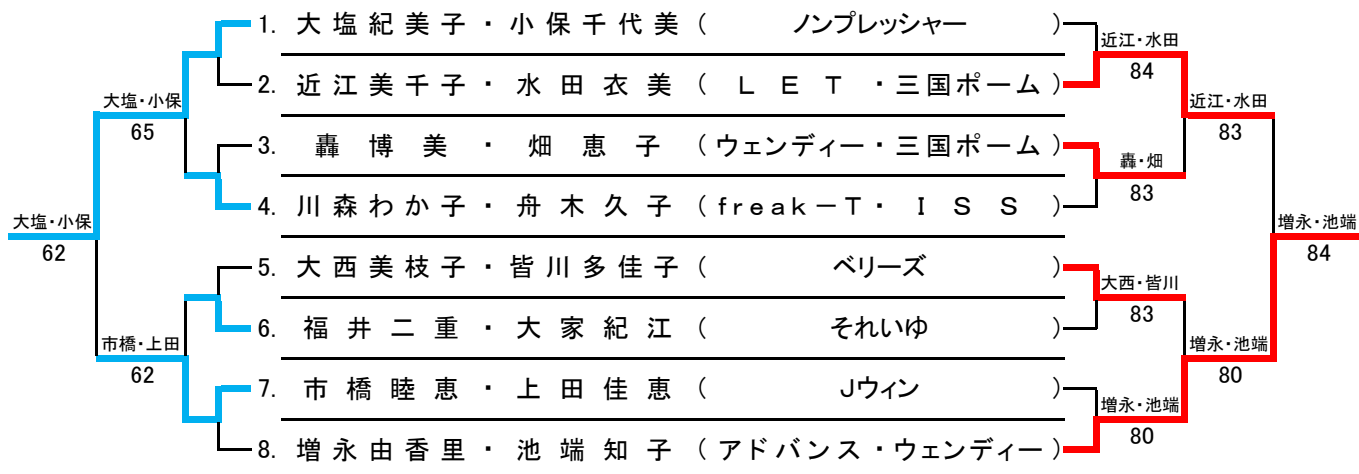 1. 大塩紀美子・小保千代美 ( ノンプレッシャー )
近江・水田
84
2. 近江美千子・水田衣美 ( LET・三国ポーム )
大塩・小保
65
近江・水田
83
3. 轟博美・畑恵子 ( ウェンディー・三国ポーム )
轟・畑
83
4. 川森わか子・舟木久子 ( freak-T・ISS )
大塩・小保
62
増永・池端
84
5. 大西美枝子・皆川多佳子 ( ベリーズ )
大西・皆川
83
6. 福井二重・大家紀江 ( それいゆ )
市橋・上田
62
増永・池端
80
7. 市橋睦恵・上田佳恵 ( Jウィン )
増永・池端
80
8. 増永由香里・池端知子 ( アドバンス・ウェンディー )